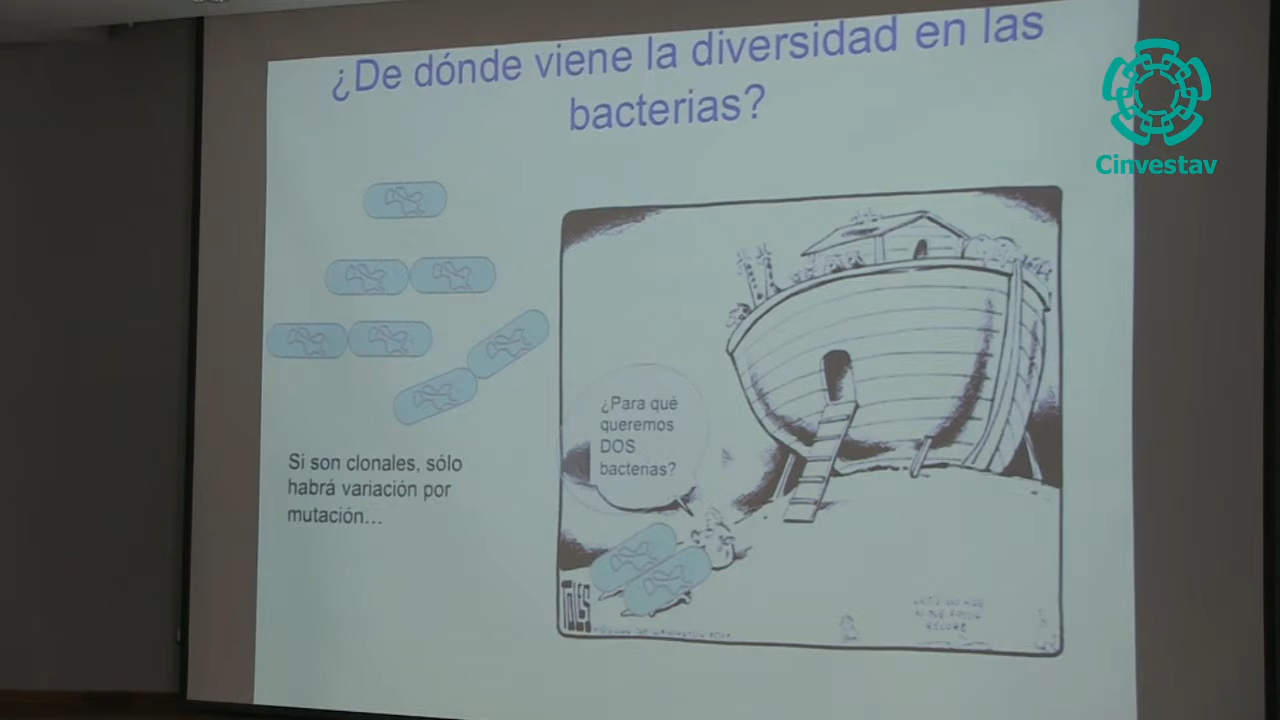 ¿De dónde viene la diversidad en las
bacterias?
Cinvestav
¿Para qué
queremos
DOS
bacterias?
Si son clonales, sólo
habrá variación por
mutación...
TOLES